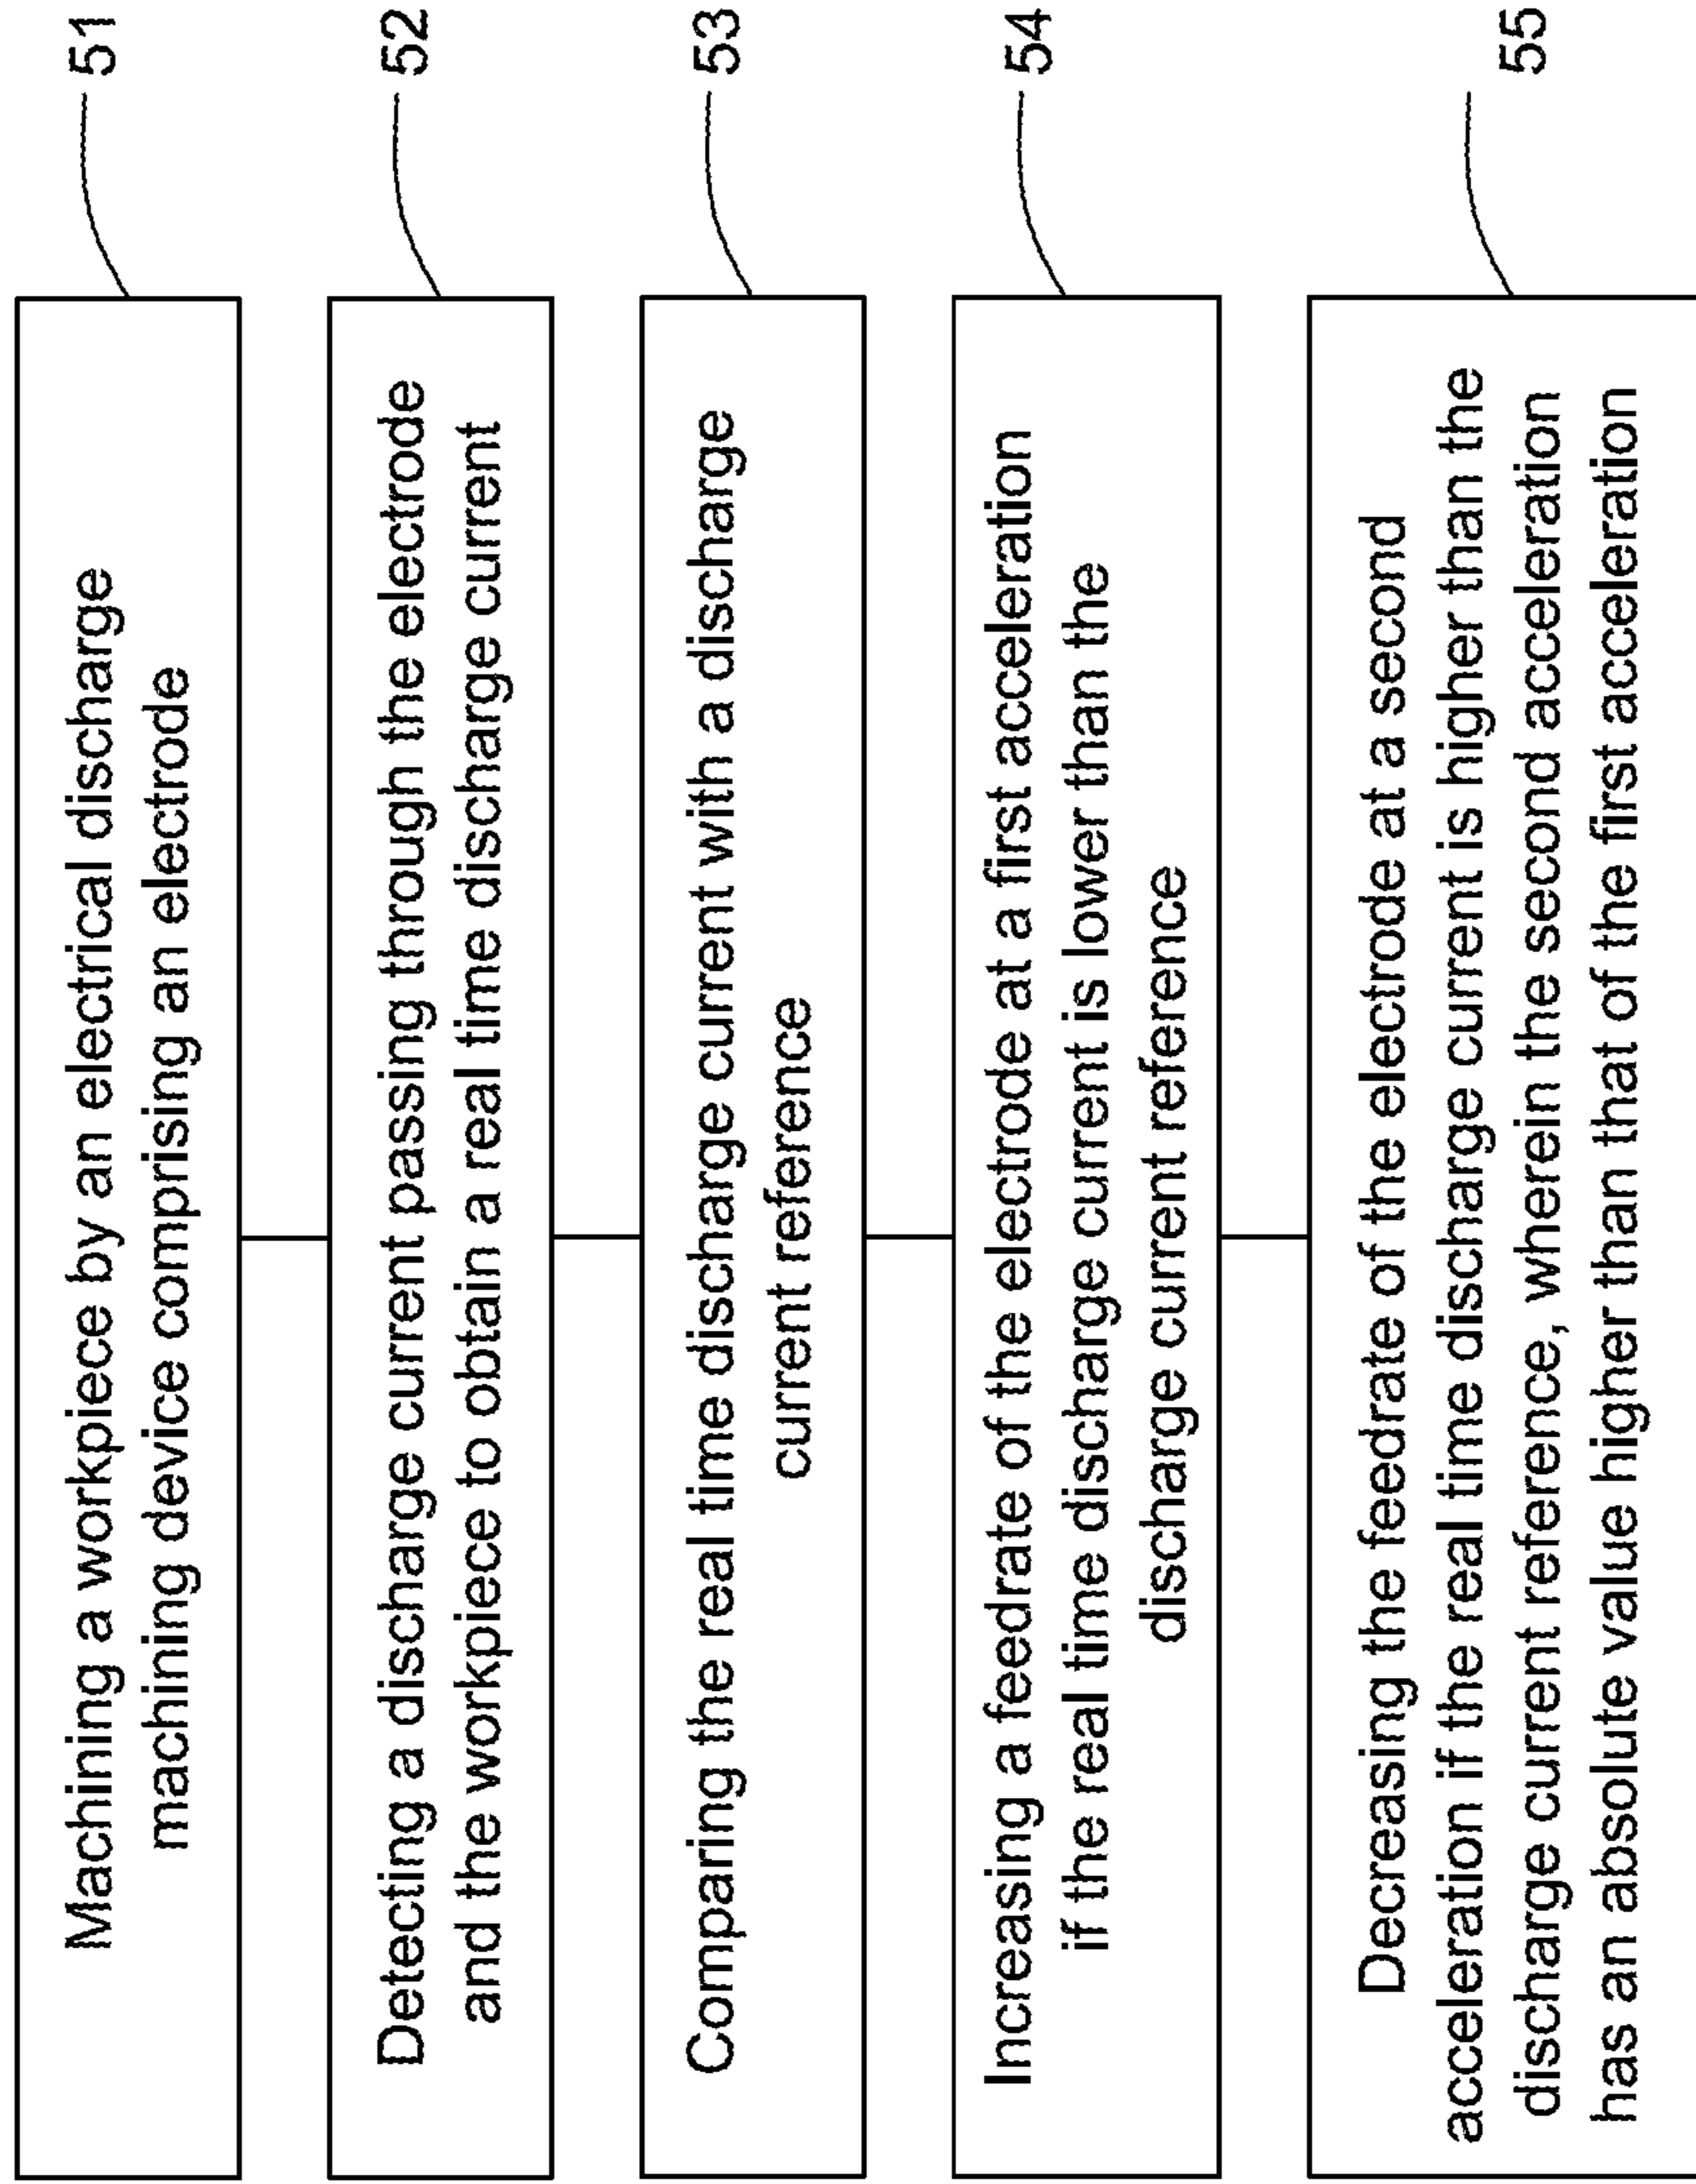 Machining a workpiece by an electrical discharge
machining device comprising an electrode
51
Detecting a discharge current passing through the electrode
and the workpiece to obtain a real time discharge current
52
Comparing the real time discharge current with a discharge
current reference
53
Increasing a feedrate of the electrode at a first acceleration
if the real time discharge current is lower than the
discharge current reference
54
Decreasing the feedrate of the electrode at a second
acceleration if the real time discharge current is higher than the
discharge current reference, wherein the second acceleration
has an absolute value higher than that of the first acceleration
55